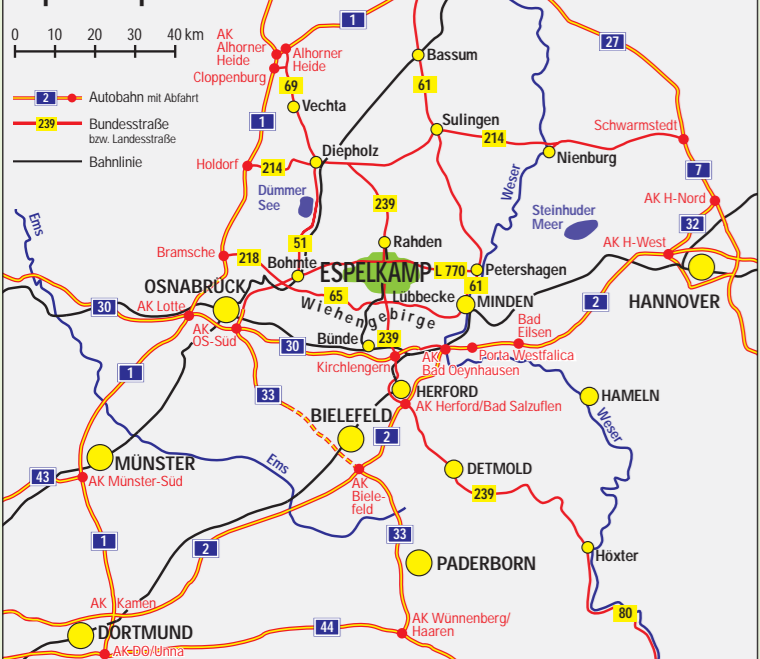 0 10 20 30 40 km
2 Autobahn mit Abfahrt
239 Bundesstraße
bzw. Landesstraße
Bahnlinie
1
27
AK
Alhorner
Heide
Alhorner
Heide
Cloppenburg
Bassum
69
61
Vechta
1
Sulingen
214
Schwarmstedt
Diepholz
Nienburg
Holdorf
214
7
Weser
Ems
Dümmer
See
239
AK H-Nord
Steinhuder
Meer
32
51
Rahden
AK H-West
Bramsche
218
Bohmte
ESPELKAMP
L 770
Petershagen
OSNABRÜCK
61
65
Lübbecke
MINDEN
HANNOVER
2
30
AK Lotte
Wiehengebirge
AK
OS-Süd
Bad
Eilsen
Bünde
239
30
Kirchlengern
AK
Bad Oeynhausen
Porta Westfalica
1
33
HERFORD
HAMELN
AK Herford/Bad Salzuflen
BIELEFELD
Weser
2
MÜNSTER
Ems
DETMOLD
43
AK Münster-Süd
AK
Biele-
feld
239
1
2
33
Höxter
PADERBORN
AK Kamen
80
44
AK Wünnenberg/
Haaren
DORTMUND
AK-DO/Unna